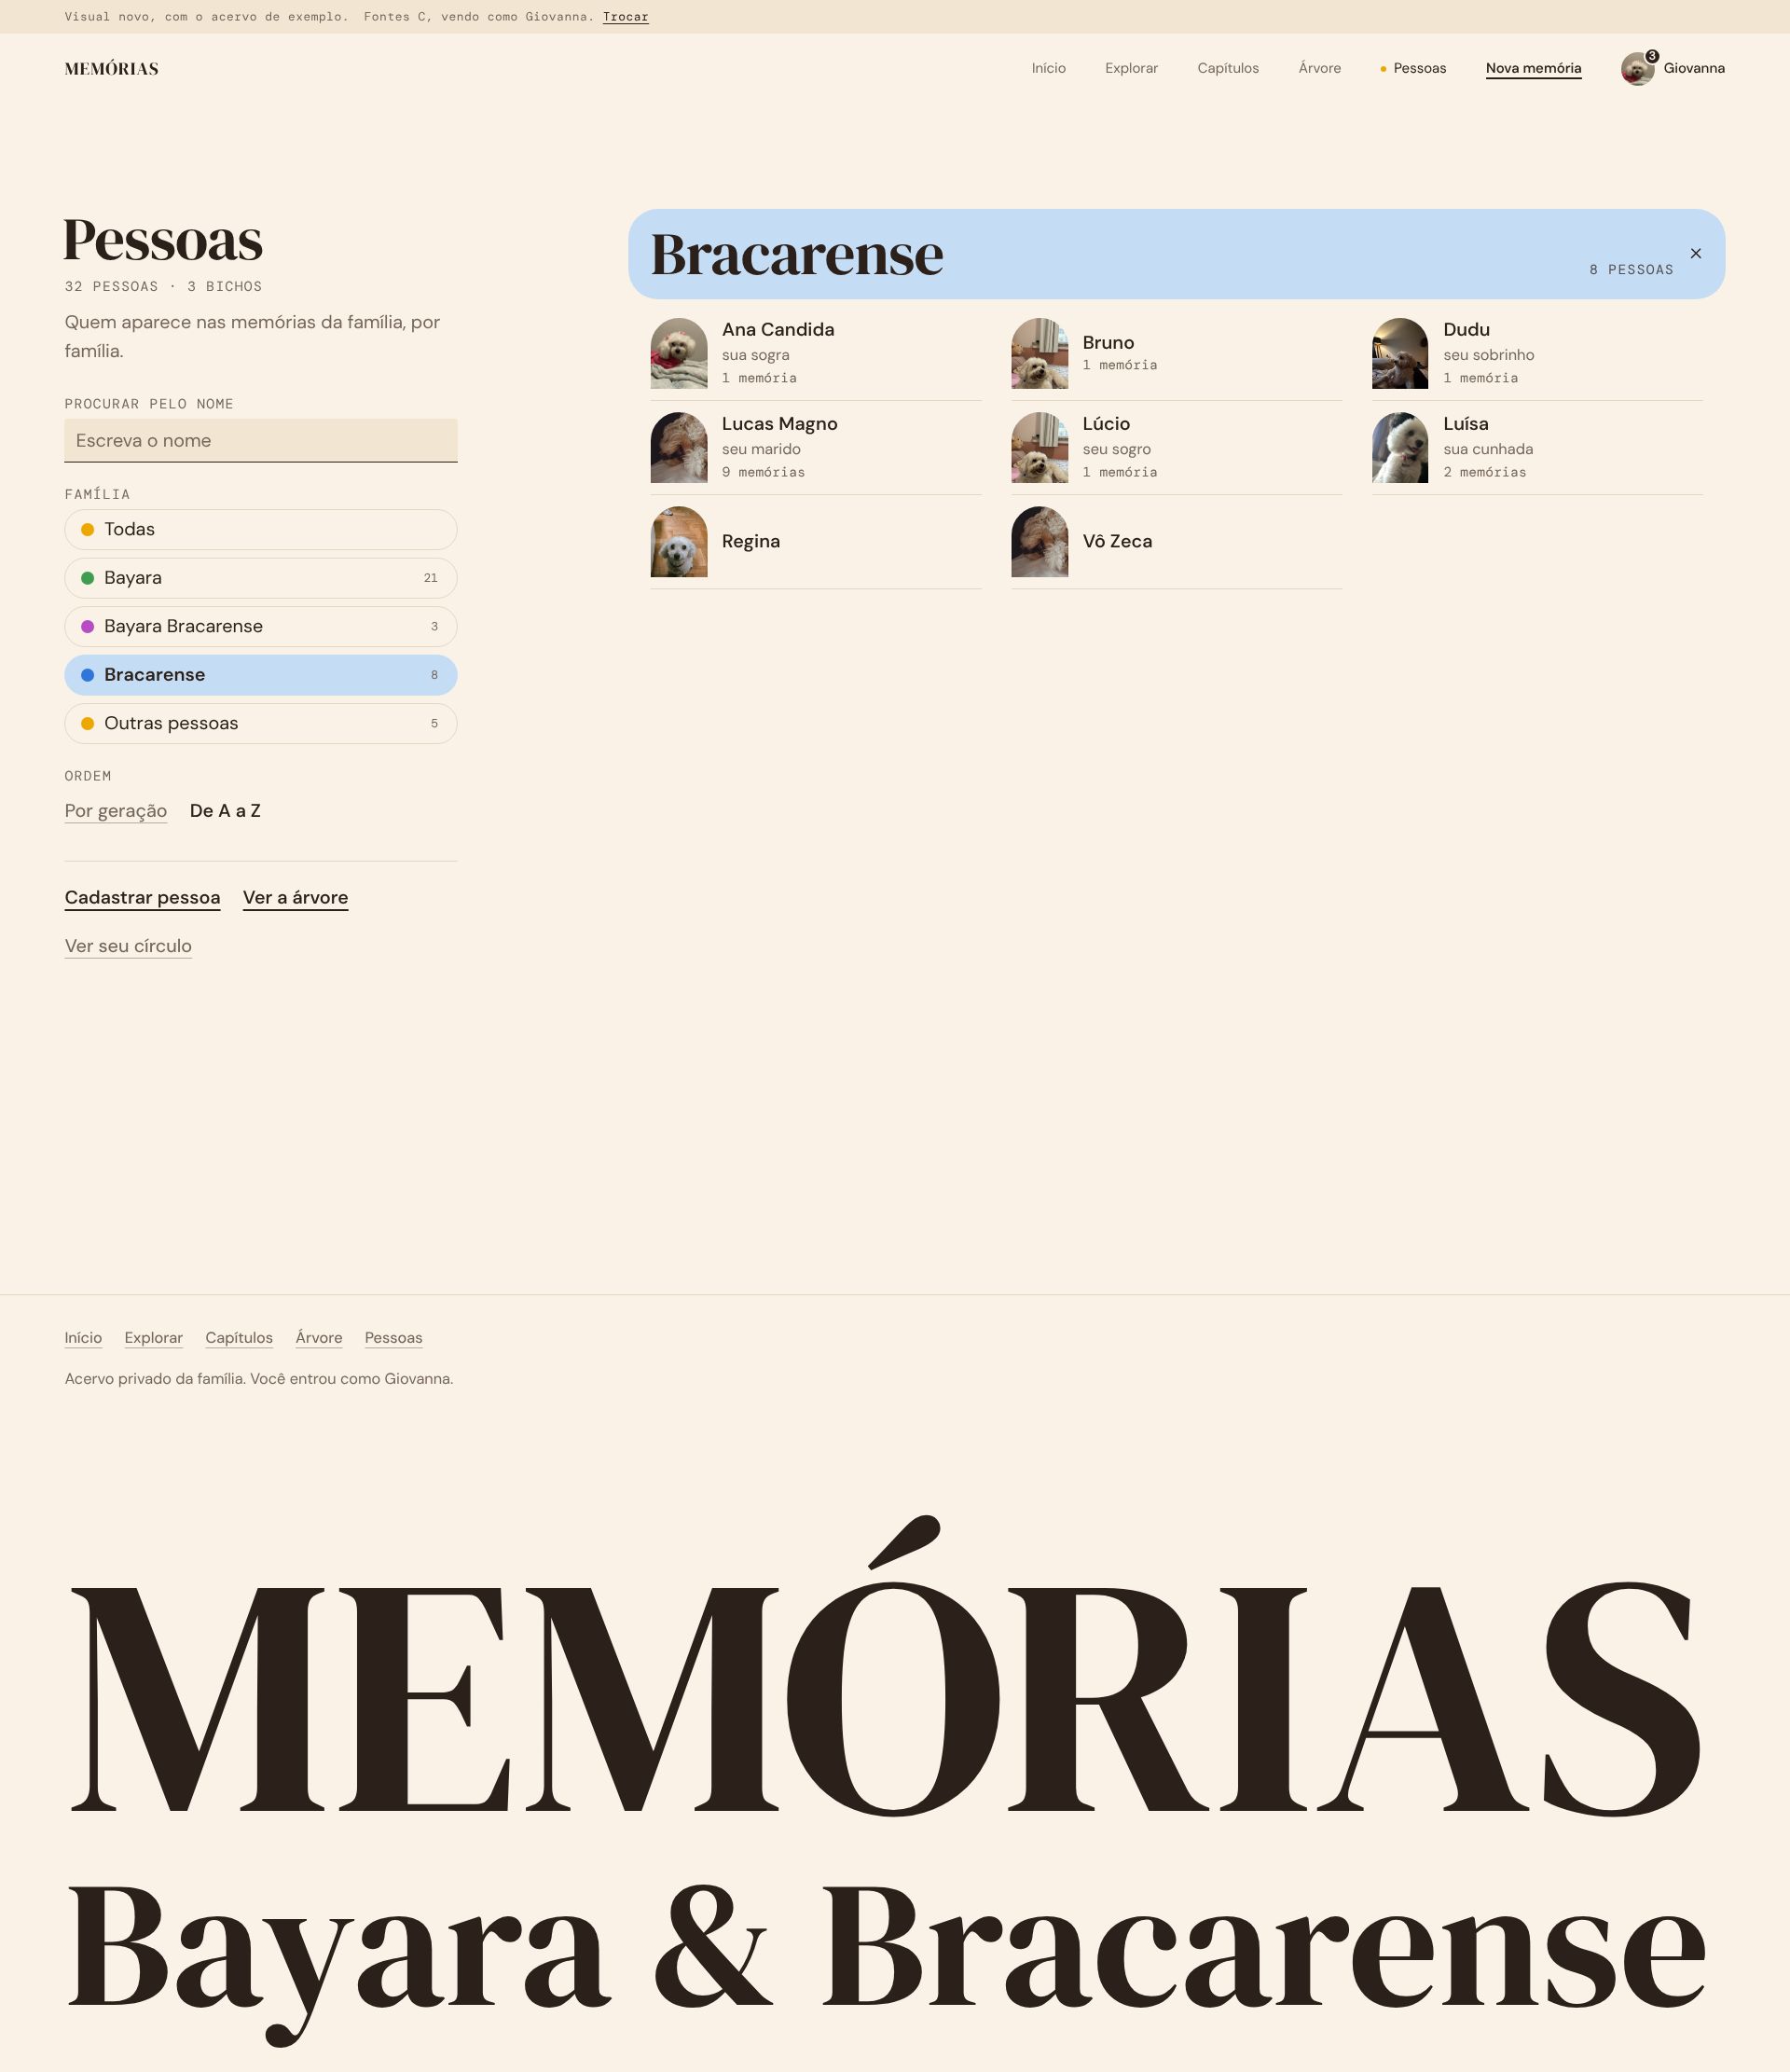 Visual novo, com o acervo de exemplo. Fontes C, vendo como Giovanna. Trocar
MEMÓRIAS
Início Explorar Capítulos Árvore Pessoas Nova memória 3 Giovanna
Pessoas
32 PESSOAS · 3 BICHOS
Quem aparece nas memórias da família, por
família.
PROCURAR PELO NOME
Escreva o nome
FAMÍLIA
Todas
Bayara 21
Bayara Bracarense 3
Bracarense 8
Outras pessoas 5
ORDEM
Por geração De A a Z
Cadastrar pessoa Ver a árvore
Ver seu círculo
Bracarense
8 PESSOAS ×
Ana Candida
sua sogra
1 memória
Bruno
1 memória
Dudu
seu sobrinho
1 memória
Lucas Magno
seu marido
9 memórias
Lúcio
seu sogro
1 memória
Luísa
sua cunhada
2 memórias
Regina
Vô Zeca
Início Explorar Capítulos Árvore Pessoas
Acervo privado da família. Você entrou como Giovanna.
MEMÓRIAS
Bayara & Bracarense